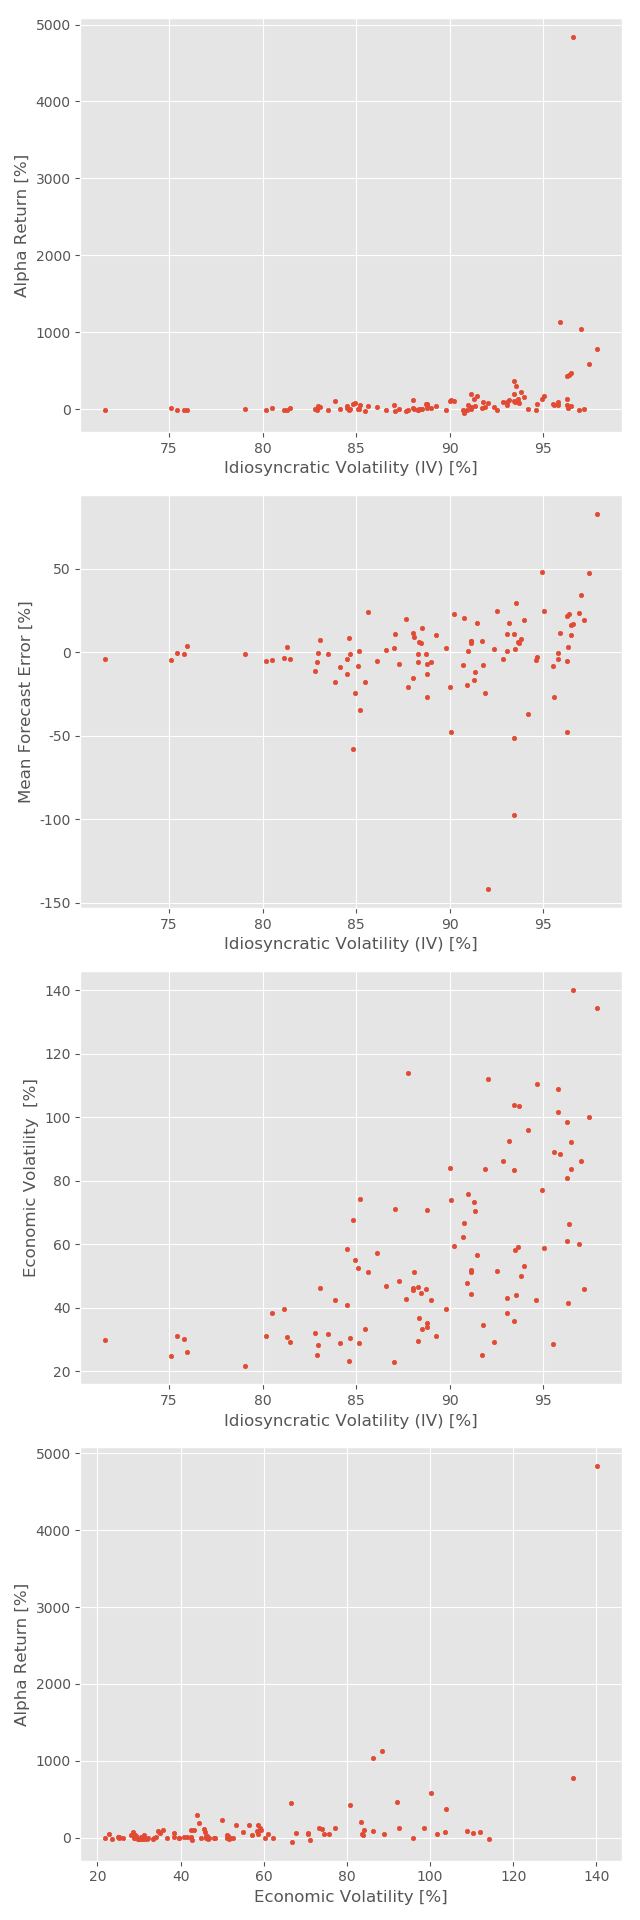 5000
4000
3000
2000
1000
0
Alpha Return [%]
75 80 85 90 95
Idiosyncratic Volatility (IV) [%]
50
0
-50
-100
-150
Mean Forecast Error [%]
75 80 85 90 95
Idiosyncratic Volatility (IV) [%]
140
120
100
80
60
40
20
Economic Volatility [%]
75 80 85 90 95
Idiosyncratic Volatility (IV) [%]
5000
4000
3000
2000
1000
0
Alpha Return [%]
20 40 60 80 100 120 140
Economic Volatility [%]